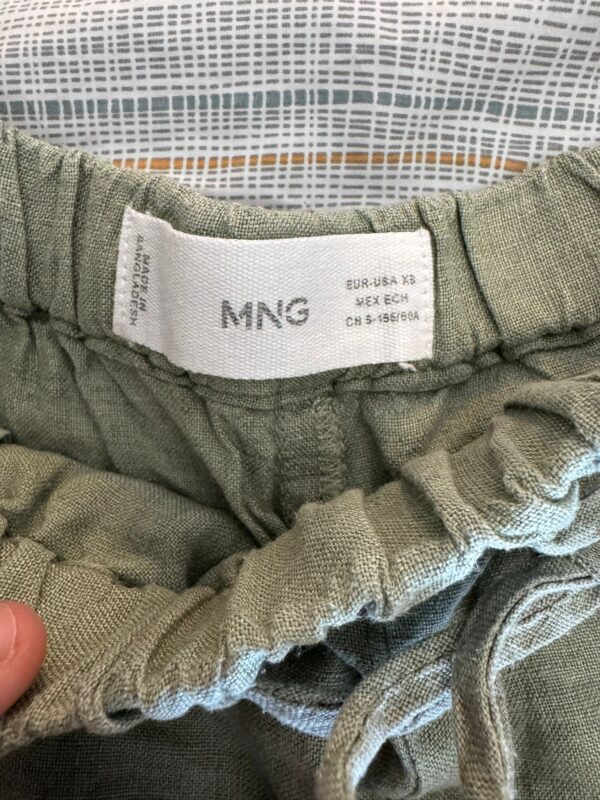 MADE IN
BANGLADESH
MNG
EUR-USA XS
MEX ECH
CN S-155/60A